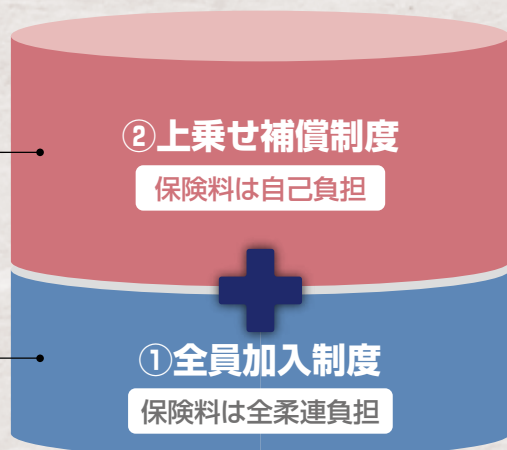 ②上乗せ補償制度
保険料は自己負担
①全員加入制度
保険料は全柔連負担